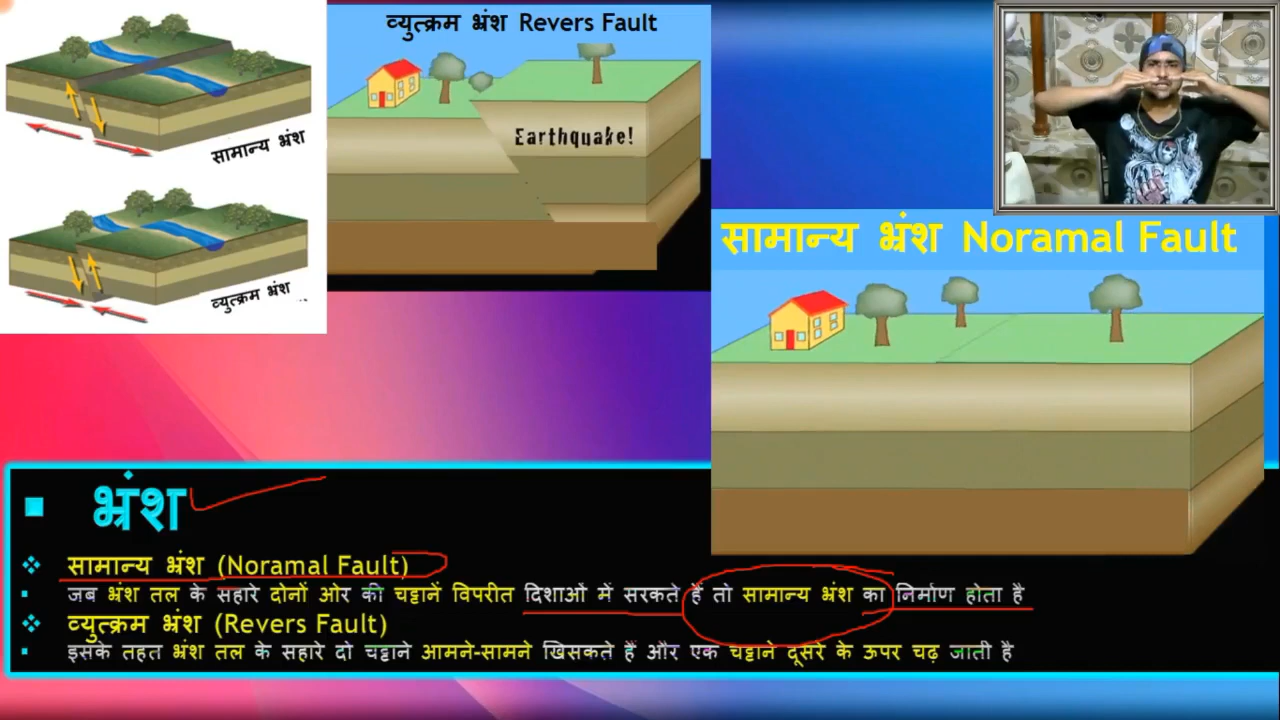 सामान्य भ्रंश
व्युत्क्रम भ्रंश
व्युत्क्रम भ्रंश Revers Fault
Earthquake!
सामान्य भ्रंश Noramal Fault
भ्रंश
सामान्य भ्रंश (Noramal Fault)
जब भ्रंश तल के सहारे दोनों ओर की चट्टानें विपरीत दिशाओं में सरकते हैं तो सामान्य भ्रंश का निर्माण होता है
व्युत्क्रम भ्रंश (Revers Fault)
इसके तहत भ्रंश तल के सहारे दो चट्टाने आमने-सामने खिसकते हैं और एक चट्टाने दूसरे के ऊपर चढ़ जाती है